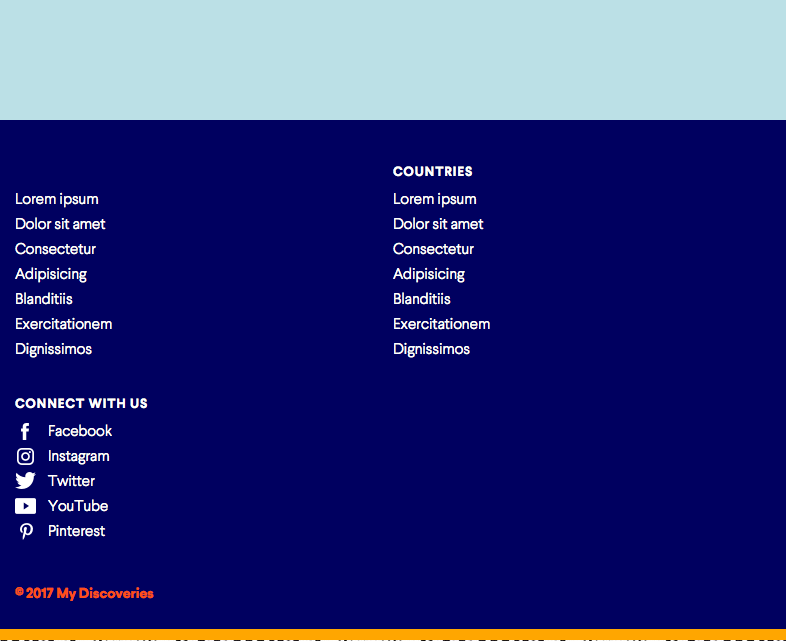 Lorem ipsum
Dolor sit amet
Consectetur
Adipisicing
Blanditiis
Exercitationem
Dignissimos
COUNTRIES
Lorem ipsum
Dolor sit amet
Consectetur
Adipisicing
Blanditiis
Exercitationem
Dignissimos
CONNECT WITH US
Facebook
Instagram
Twitter
YouTube
Pinterest
© 2017 My Discoveries